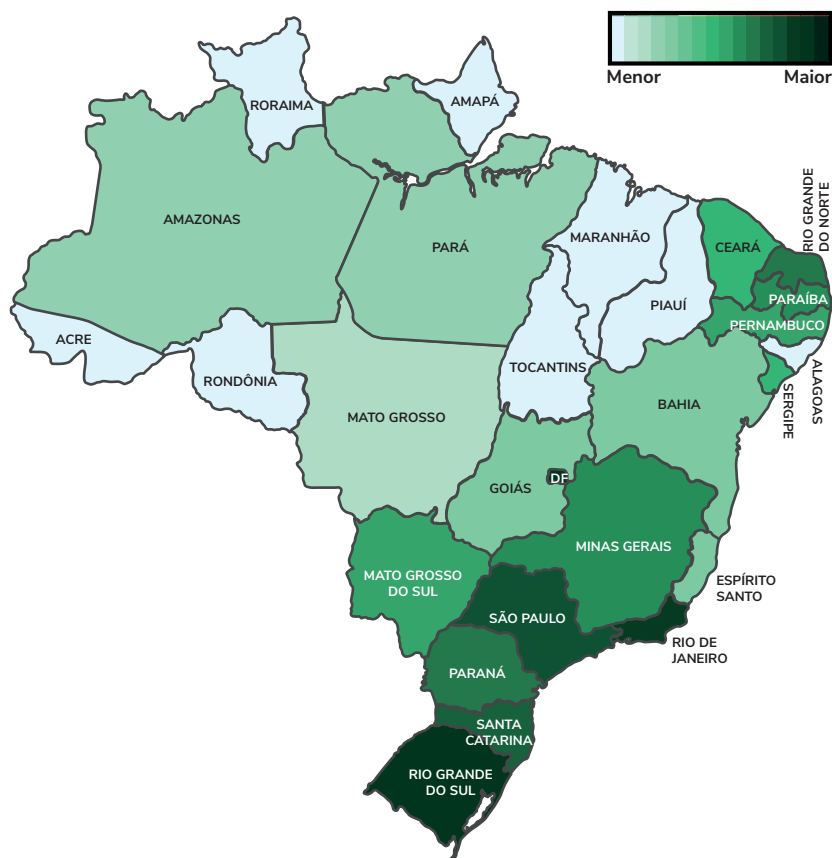 Menor
Maior
RORAIMA
AMAPÁ
AMAZONAS
PARÁ
MARANHÃO
CEARÁ
RIO GRANDE
DO NORTE
PIAUÍ
PARAÍBA
PERNAMBUCO
ACRE
RONDÔNIA
TOCANTINS
ALAGOAS
SERGIPE
MATO GROSSO
BAHIA
GOIÁS
DF
MINAS GERAIS
MATO GROSSO
DO SUL
ESPÍRITO
SANTO
SÃO PAULO
RIO DE
JANEIRO
PARANÁ
SANTA
CATARINA
RIO GRANDE
DO SUL